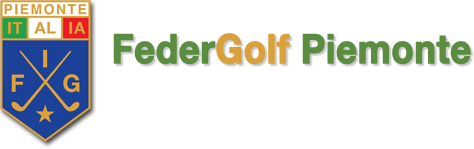 PIEMONTE
IT AL IA
I
F G
FederGolf Piemonte